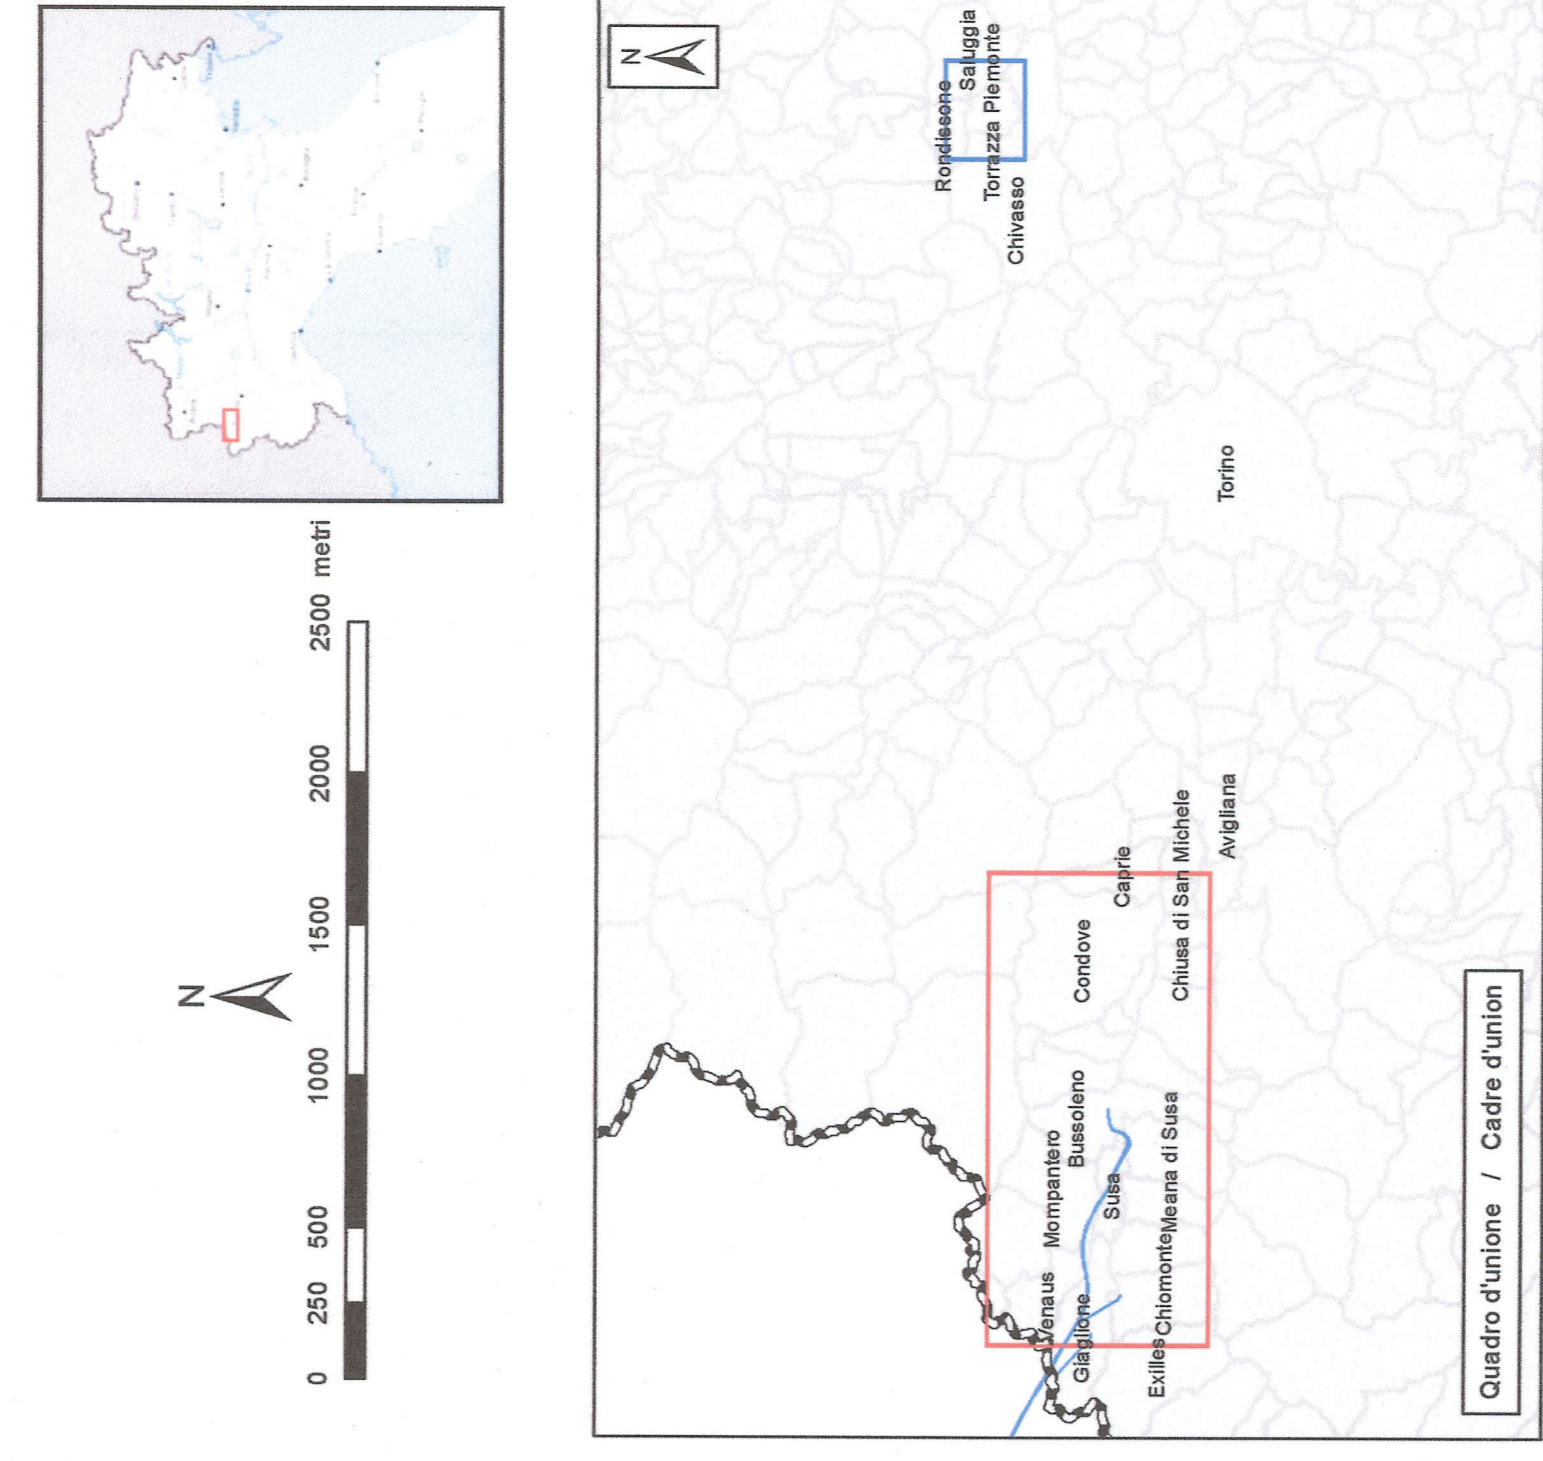 N
0 250 500 1000 1500 2000 2500 metri
N
Rondissone
Saluggia
Torrazza Piemonte
Chivasso
Torino
Avigliana
Caprie
Chiusa di San Michele
Condove
Bussoleno
Mompantero
Susa
Meana di Susa
Venaus
Giaglione
Chiomonte
Exilles
Quadro d'unione / Cadre d'union